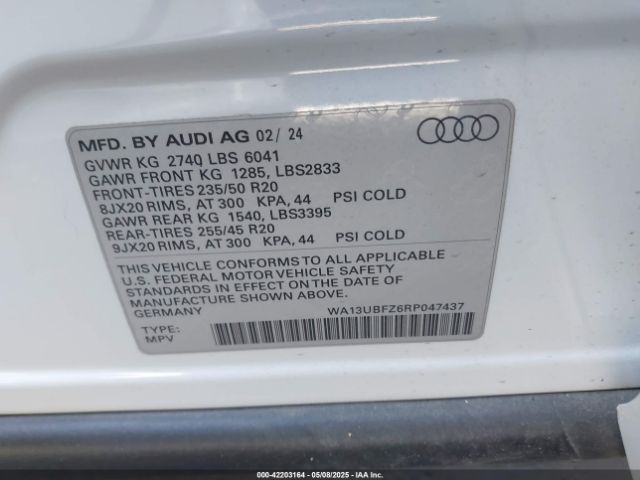 MFD. BY AUDI AG 02/ 24
GVWR KG 2740 LBS 6041
GAWR FRONT KG 1285, LBS2833
FRONT-TIRES 235/50 R20
8JX20 RIMS, AT 300 KPA, 44 PSI COLD
GAWR REAR KG 1540, LBS3395
REAR-TIRES 255/45 R20
9JX20 RIMS, AT 300 KPA, 44 PSI COLD
THIS VEHICLE CONFORMS TO ALL APPLICABLE
U.S. FEDERAL MOTOR VEHICLE SAFETY
STANDARDS IN EFFECT ON THE DATE OF
MANUFACTURE SHOWN ABOVE.
GERMANY WA13UBFZ6RP047437
TYPE:
MPV
000-42203164 - 05/08/2025 - IAA Inc.